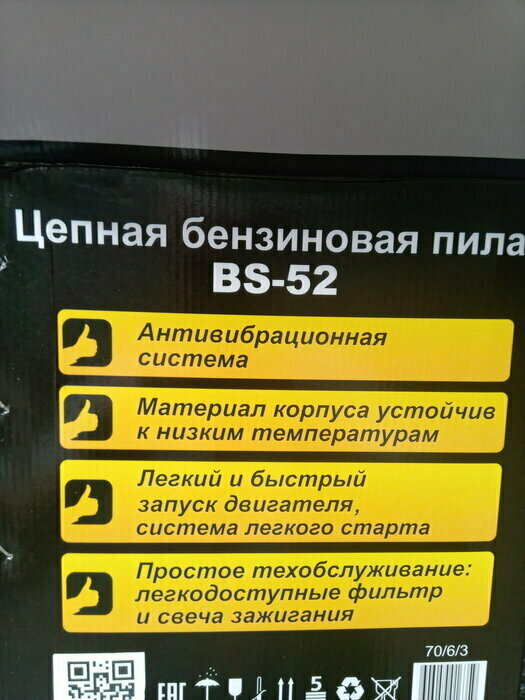 Цепная бензиновая пила
BS-52
Антивибрационная
система
Материал корпуса устойчив
к низким температурам
Легкий и быстрый
запуск двигателя,
система легкого старта
Простое техобслуживание:
легкодоступные фильтр
и свеча зажигания
70/6/3
EAC
5